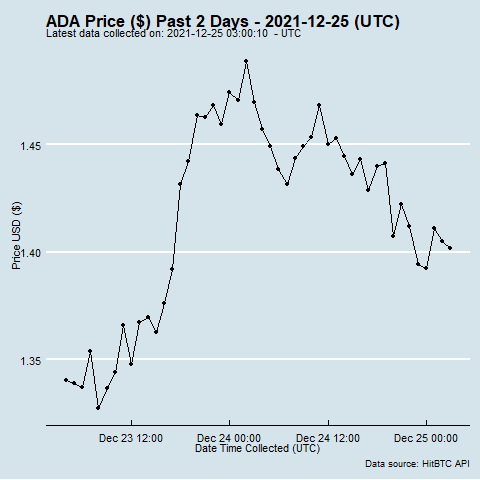 ADA Price ($) Past 2 Days - 2021-12-25 (UTC)
Latest data collected on: 2021-12-25 03:00:10  - UTC
1.45
1.40
1.35
Price USD ($)
Dec 23 12:00
Dec 24 00:00
Dec 24 12:00
Dec 25 00:00
Date Time Collected (UTC)
Data source: HitBTC API